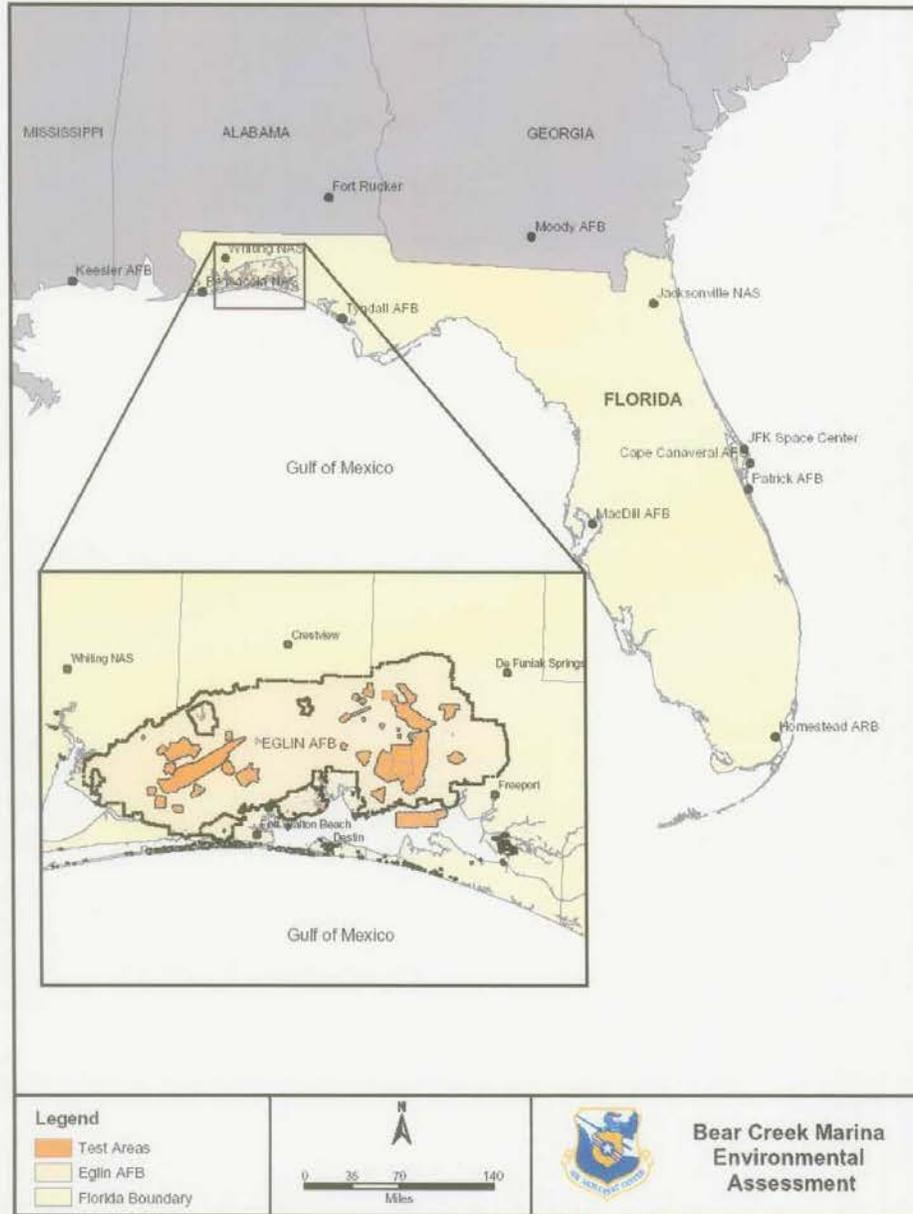 MISSISSIPPI
ALABAMA
GEORGIA
Fort Rucker
Moody AFB
Whiting NAS
Keesler AFB
Pensacola NAS
Tyndall AFB
Jacksonville NAS
FLORIDA
JFK Space Center
Cape Canaveral AFB
Patrick AFB
Gulf of Mexico
MacDill AFB
Homestead ARB
Crestview
Whiting NAS
De Funiak Springs
EGLIN AFB
Freeport
Fort Walton Beach
Destin
Gulf of Mexico
Legend
Test Areas
Eglin AFB
Florida Boundary
N
0 35 70 140
Miles
Bear Creek Marina
Environmental
Assessment